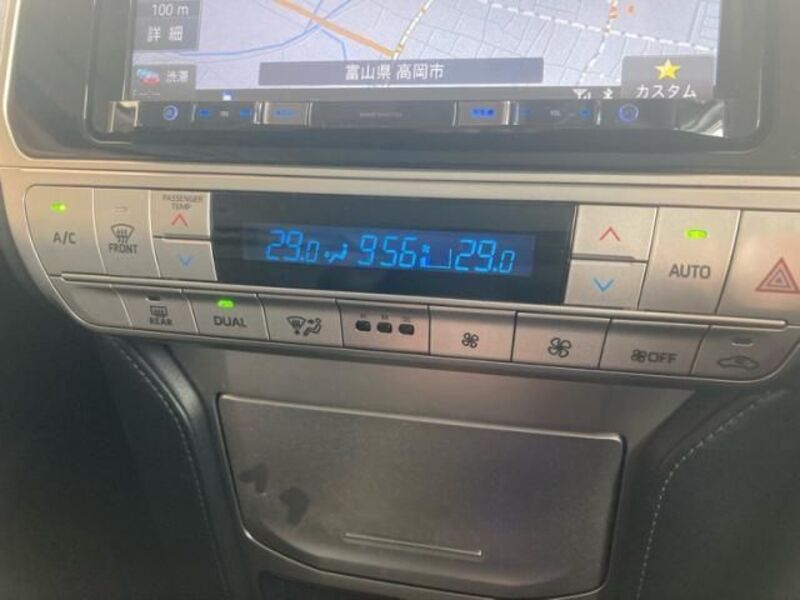 100 m
詳細
渋滞
富山県 高岡市
カスタム
VOL
PASSENGER
TEMP
A/C
FRONT
29.0 9:56 29.0
AUTO
REAR
DUAL
OFF